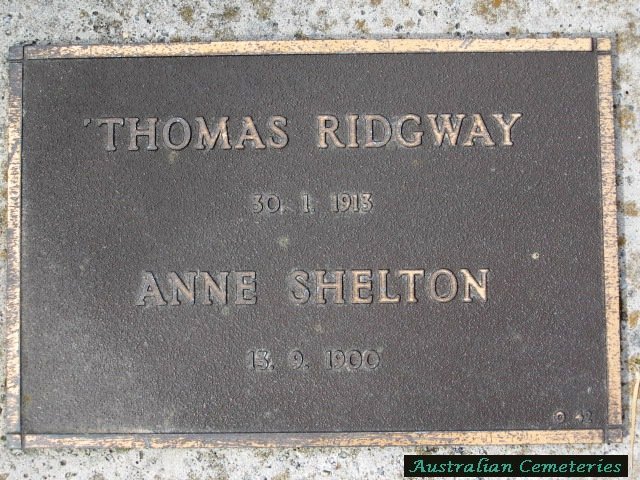 THOMAS RIDGWAY
30. 1. 1913
ANNE SHELTON
13. 9. 1900
Australian Cemeteries